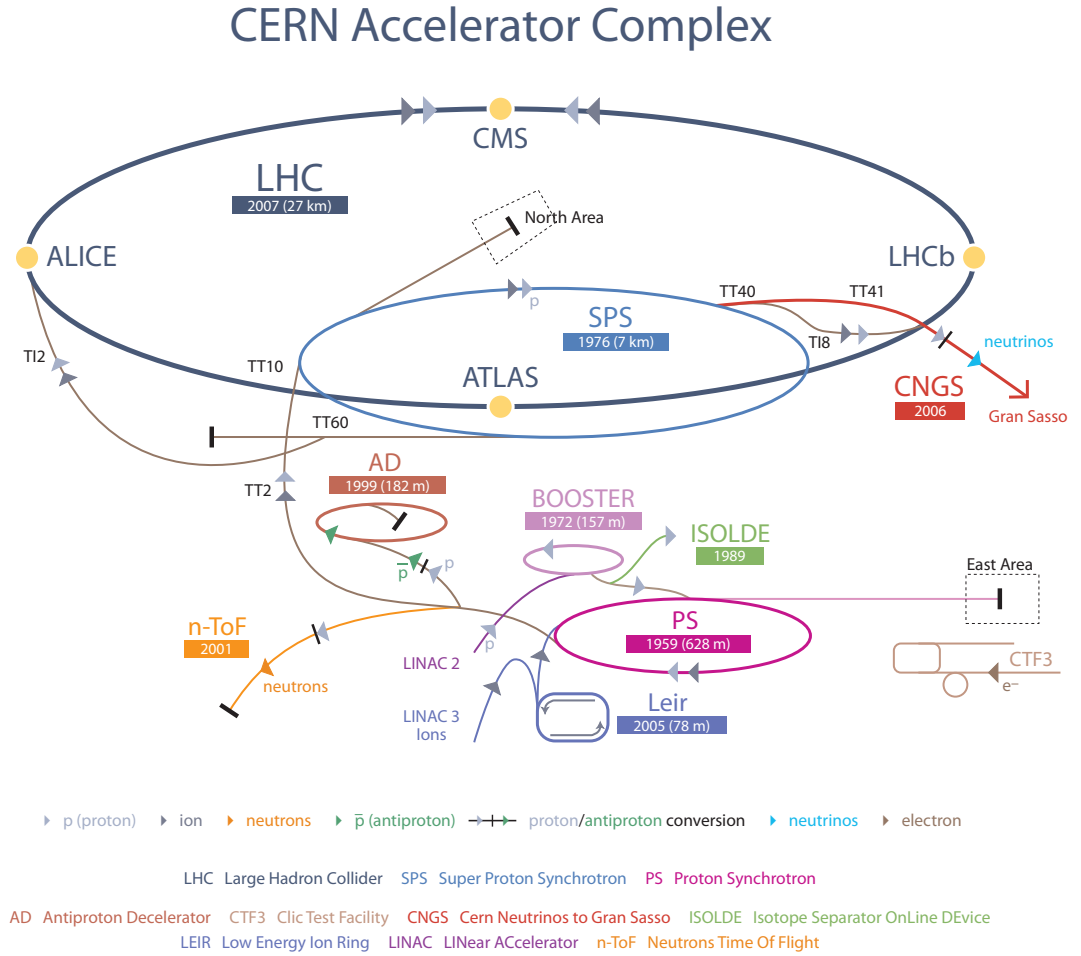 CERN Accelerator Complex
CMS
LHC
2007 (27 km)
North Area
ALICE
LHCb
TT40
TT41
p
SPS
1976 (7 km)
TI8
neutrinos
TI2
TT10
ATLAS
CNGS
2006
Gran Sasso
TT60
AD
1999 (182 m)
TT2
BOOSTER
1972 (157 m)
ISOLDE
1989
p̅
p
East Area
n-ToF
2001
PS
1959 (628 m)
p
LINAC 2
neutrons
CTF3
e–
LINAC 3
Ions
Leir
2005 (78 m)
p (proton) ion neutrons p̅ (antiproton) proton/antiproton conversion neutrinos electron
LHC Large Hadron Collider SPS Super Proton Synchrotron PS Proton Synchrotron
AD Antiproton Decelerator CTF3 Clic Test Facility CNGS Cern Neutrinos to Gran Sasso ISOLDE Isotope Separator OnLine DEvice
LEIR Low Energy Ion Ring LINAC LINear ACcelerator n-ToF Neutrons Time Of Flight